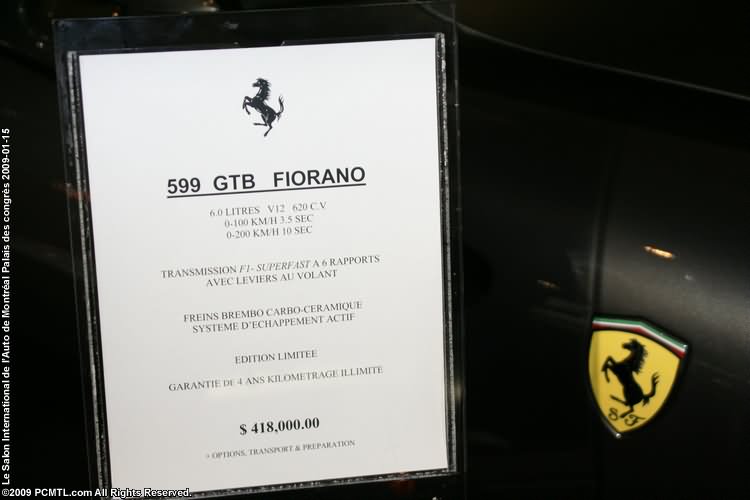 599 GTB FIORANO
6.0 LITRES V12 620 C.V
0-100 KM/H 3.5 SEC
0-200 KM/H 10 SEC
TRANSMISSION F1- SUPERFAST A 6 RAPPORTS
AVEC LEVIERS AU VOLANT
FREINS BREMBO CARBO-CERAMIQUE
SYSTEME D'ECHAPPEMENT ACTIF
EDITION LIMITEE
GARANTIE DE 4 ANS KILOMETRAGE ILLIMITE
$ 418,000.00
+ OPTIONS, TRANSPORT & PREPARATION
S F
Le Salon International de l'Auto de Montréal Palais des congrès 2009-01-15
©2009 PCMTL.com All Rights Reserved.